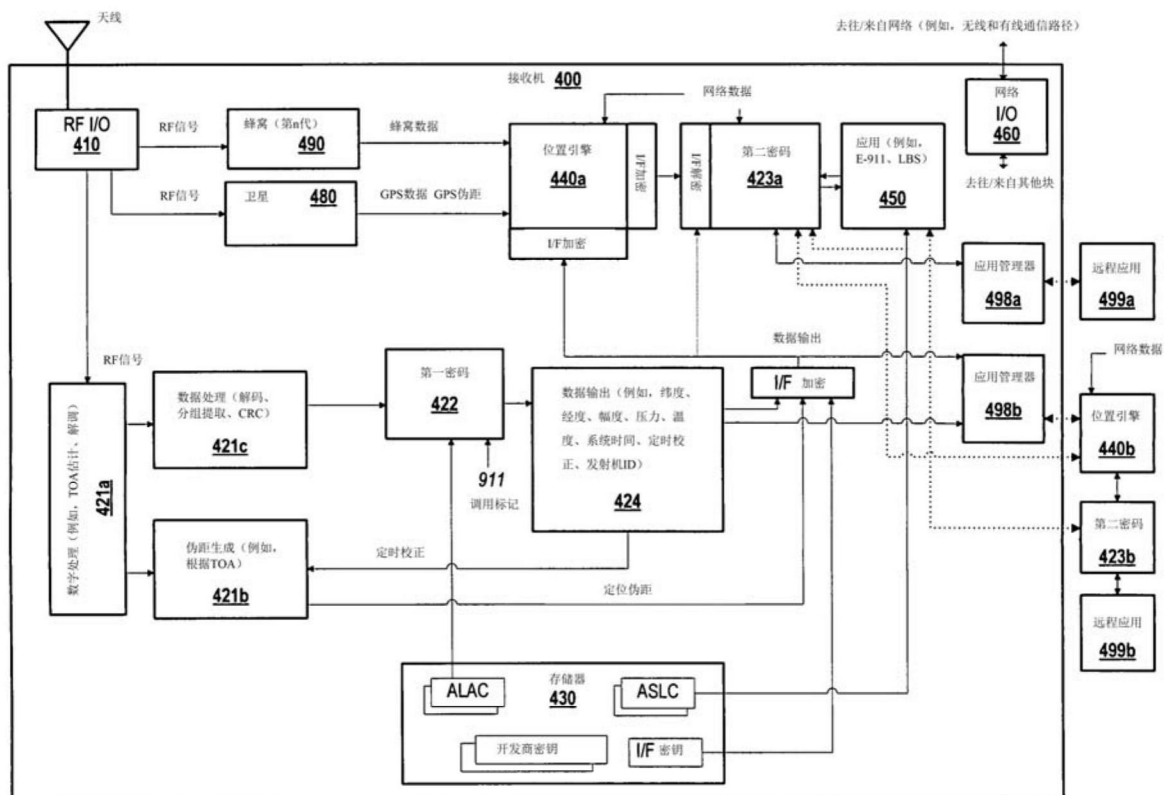 天线
去往/来自网络（例如，无线和有线通信路径）
接收机 400
网络数据
网络
I/O
460
去往/来自其他块
RF I/O
410
RF信号
蜂窝（第n代）
490
蜂窝数据
RF信号
卫星 480
GPS数据 GPS伪距
位置引擎
440a
I/F加密
I/F加密
I/F解密
第二密码
423a
应用（例如，
E-911、LBS）
450
应用管理器
498a
远程应用
499a
RF信号
数据输出
网络数据
数字处理（例如，TOA估计、解调）
421a
数据处理（解码、
分组提取、CRC）
421c
第一密码
422
911
调用标记
数据输出（例如，纬度、
经度、幅度、压力、温
度、系统时间、定时校
正、发射机ID）
424
I/F 加密
应用管理器
498b
位置引擎
440b
伪距生成（例如，
根据TOA）
421b
定时校正
定位伪距
第二密码
423b
远程应用
499b
存储器
430
ALAC
ASLC
开发商密钥
I/F 密钥